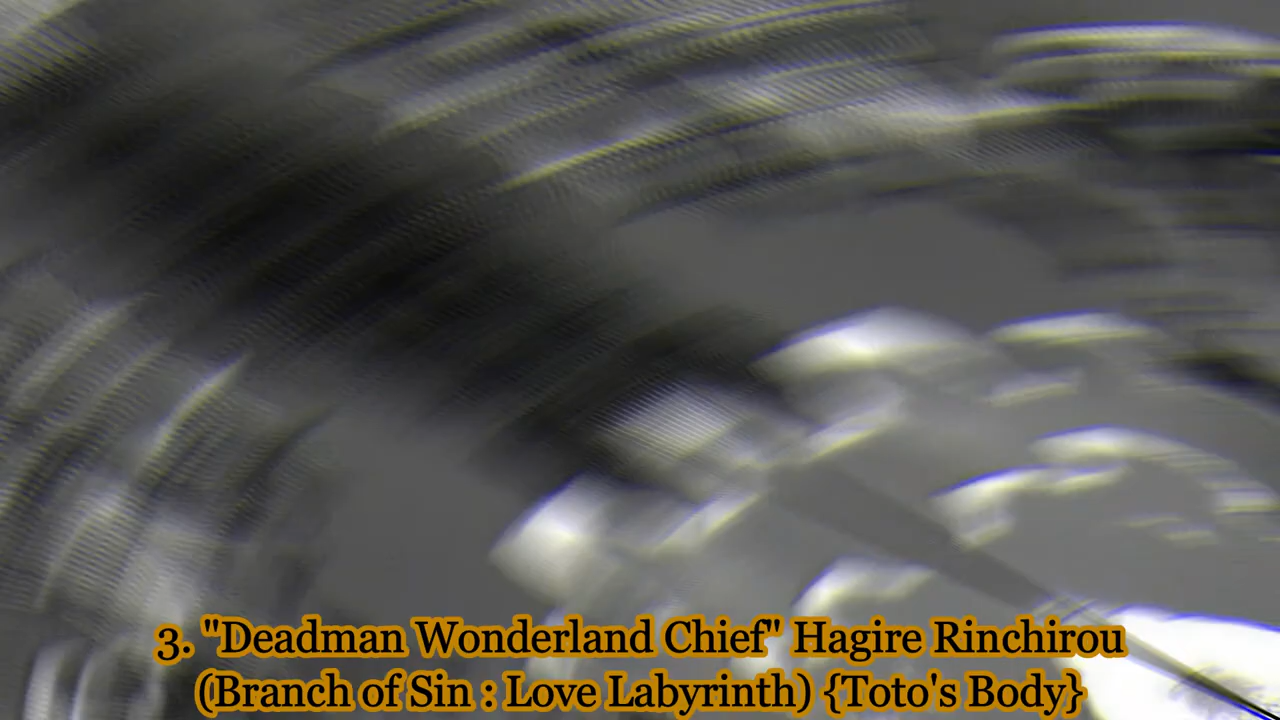 3. "Deadman Wonderland Chief" Hagire Rinchirou
(Branch of Sin : Love Labyrinth) {Toto's Body}